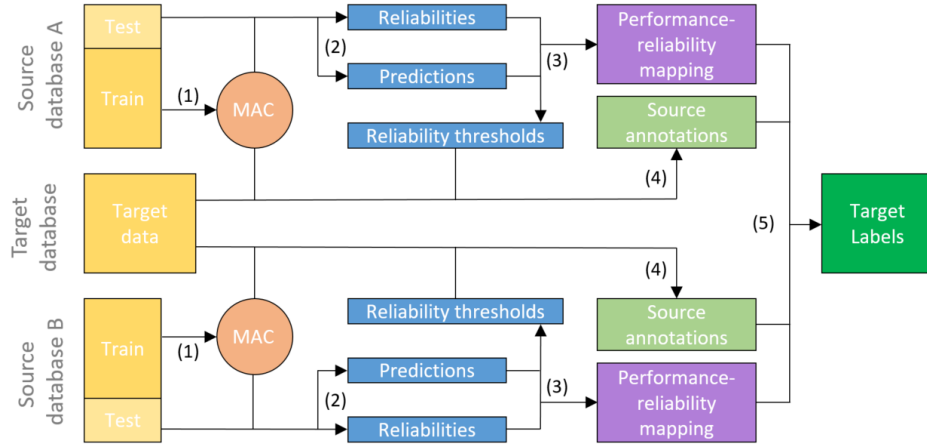 Source
database A
Test
Train
(1)
MAC
(2)
Reliabilities
Predictions
(3)
Reliability thresholds
Performance-
reliability
mapping
Source
annotations
(4)
Target
database
Target
data
(5)
Target
Labels
(4)
Source
database B
Train
Test
(1)
MAC
(2)
Reliability thresholds
Predictions
Reliabilities
(3)
Source
annotations
Performance-
reliability
mapping